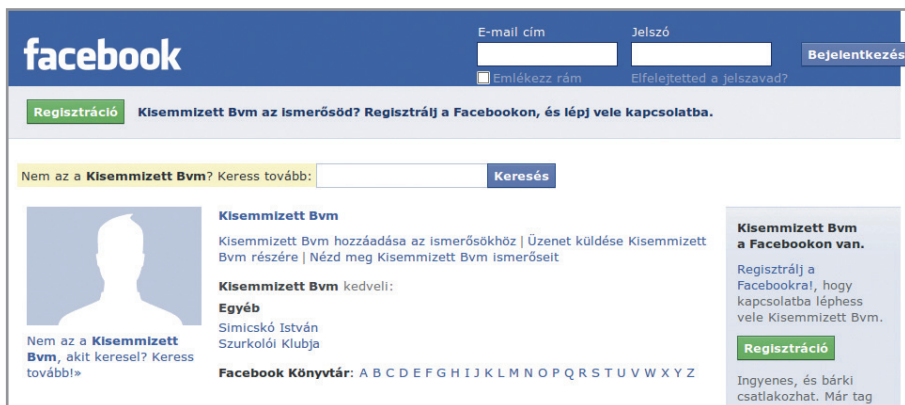 facebook
E-mail cím
Jelszó
Bejelentkezés
Emlékezz rám
Elfelejtetted a jelszavad?
Regisztráció
Kisemmizett Bvm az ismerősöd? Regisztrálj a Facebookon, és lépj vele kapcsolatba.
Nem az a Kisemmizett Bvm? Keress tovább:
Keresés
Nem az a Kisemmizett
Bvm, akit keresel? Keress
tovább!»
Kisemmizett Bvm
Kisemmizett Bvm hozzáadása az ismerősökhöz | Üzenet küldése Kisemmizett
Bvm részére | Nézd meg Kisemmizett Bvm ismerőseit
Kisemmizett Bvm kedveli:
Egyéb
Simicskó István
Szurkolói Klubja
Facebook Könyvtár: A B C D E F G H I J K L M N O P Q R S T U V W X Y Z
Kisemmizett Bvm
a Facebookon van.
Regisztrálj a
Facebookra!, hogy
kapcsolatba léphess
vele Kisemmizett Bvm.
Regisztráció
Ingyenes, és bárki
csatlakozhat. Már tag